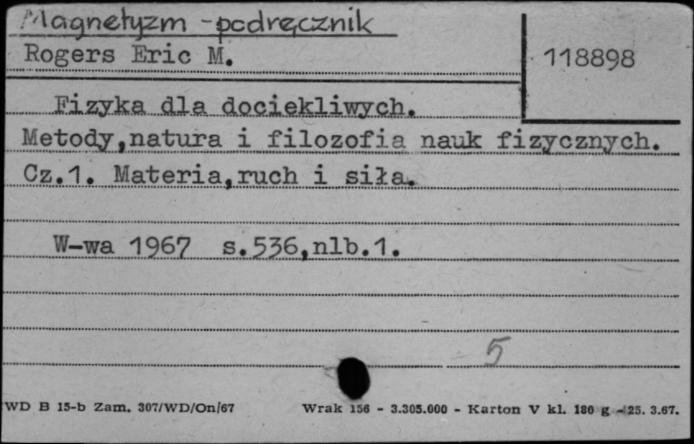 Magnetyzm - podręcznik
Rogers Eric M.
118898
Fizyka dla dociekliwych.
Metody,natura i filozofia nauk fizycznych.
Cz.1. Materia,ruch i siła.
W-wa 1967 s.536,nlb.1.
5
WD B 15-b Zam. 307/WD/On/67 Wrak 156 - 3.305.000 - Karton V kl. 180 g - 25. 3.67.